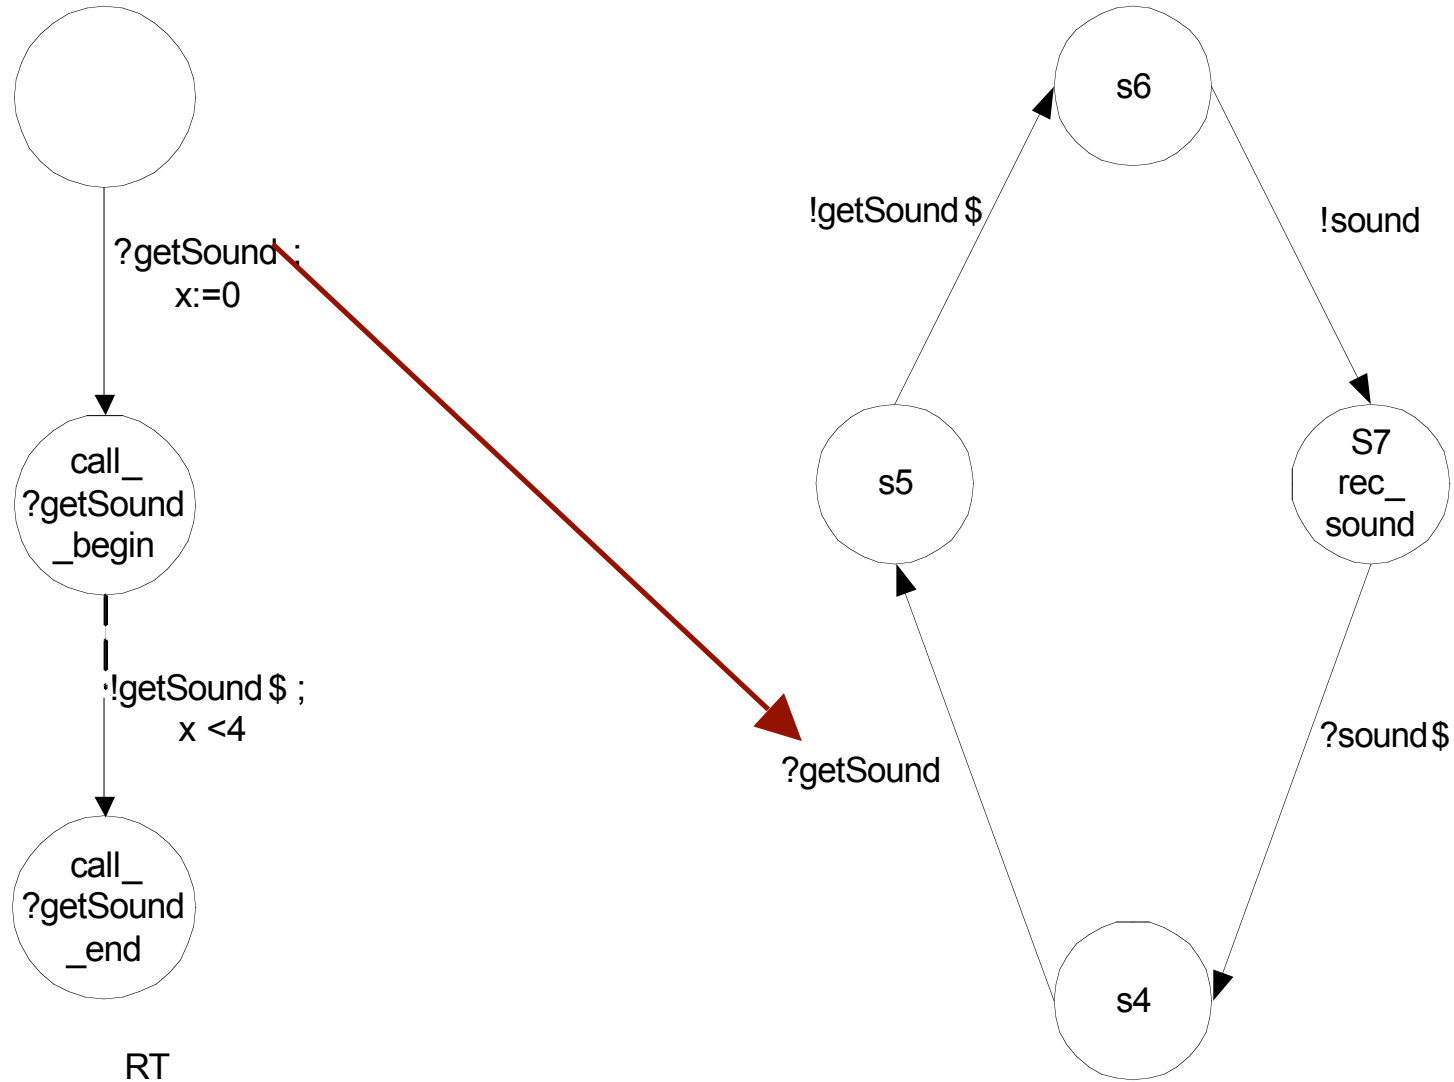 ?getSound ;
x:=0
call_
?getSound
_begin
!getSound $ ;
x <4
call_
?getSound
_end
RT
s6
!getSound $
!sound
s5
S7
rec_
sound
?getSound
?sound $
s4